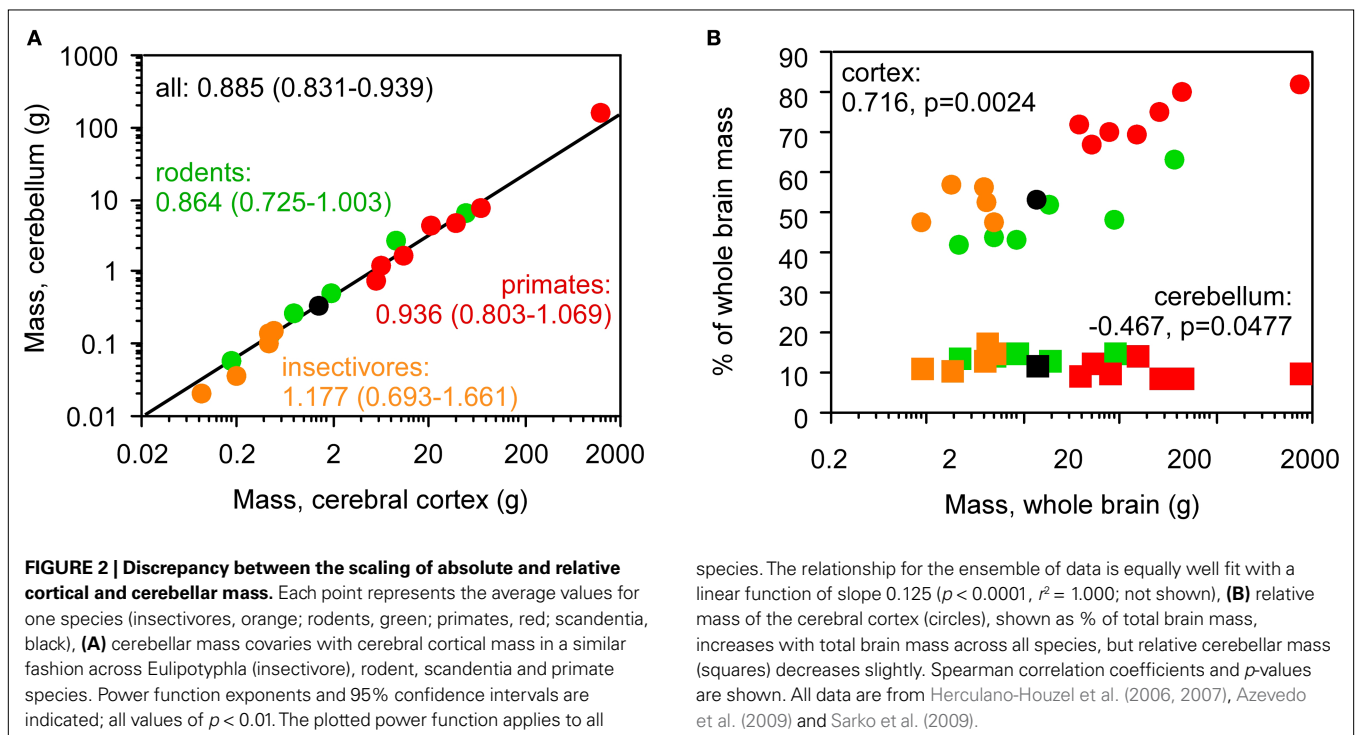 A
1000
100
10
1
0.1
0.01
Mass, cerebellum (g)
all: 0.885 (0.831-0.939)
rodents:
0.864 (0.725-1.003)
primates:
0.936 (0.803-1.069)
insectivores:
1.177 (0.693-1.661)
0.02 0.2 2 20 200 2000
Mass, cerebral cortex (g)
B
90
80
70
60
50
40
30
20
10
0
% of whole brain mass
cortex:
0.716, p=0.0024
cerebellum:
-0.467, p=0.0477
0.2 2 20 200 2000
Mass, whole brain (g)
FIGURE 2 | Discrepancy between the scaling of absolute and relative
cortical and cerebellar mass. Each point represents the average values for
one species (insectivores, orange; rodents, green; primates, red; scandentia,
black), (A) cerebellar mass covaries with cerebral cortical mass in a similar
fashion across Eulipotyphla (insectivore), rodent, scandentia and primate
species. Power function exponents and 95% confidence intervals are
indicated; all values of p < 0.01. The plotted power function applies to all
species. The relationship for the ensemble of data is equally well fit with a
linear function of slope 0.125 (p < 0.0001, r² = 1.000; not shown), (B) relative
mass of the cerebral cortex (circles), shown as % of total brain mass,
increases with total brain mass across all species, but relative cerebellar mass
(squares) decreases slightly. Spearman correlation coefficients and p-values
are shown. All data are from Herculano-Houzel et al. (2006, 2007), Azevedo
et al. (2009) and Sarko et al. (2009).